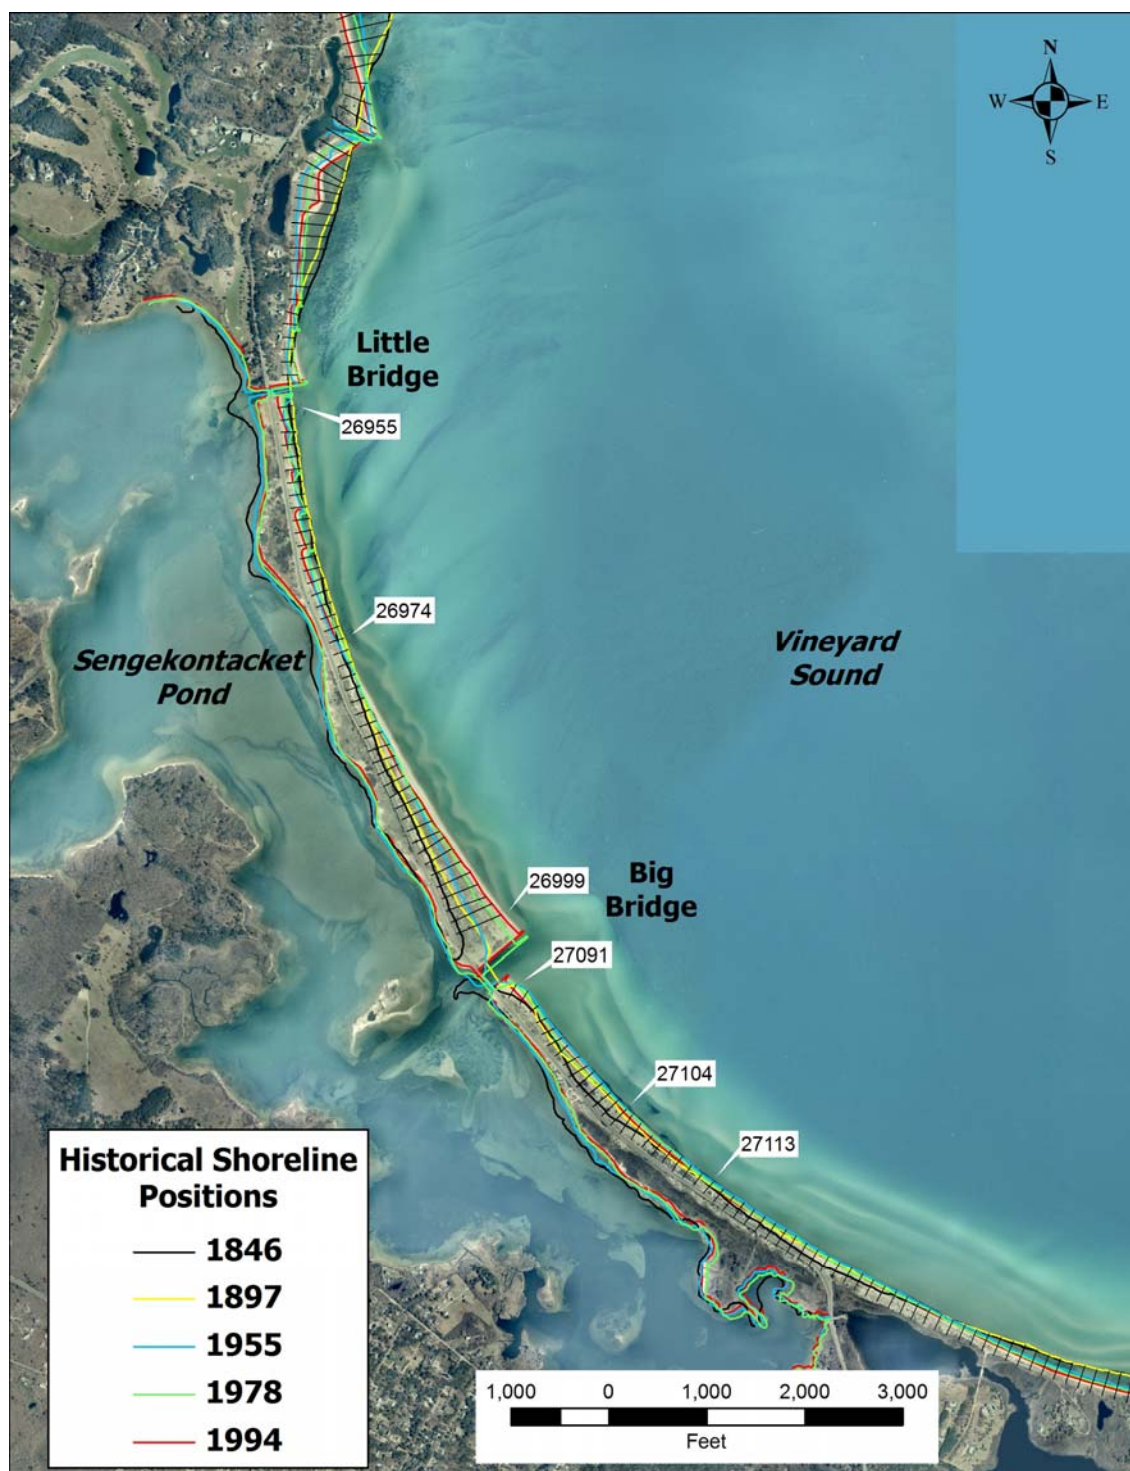 N
W E
S
Little
Bridge
26955
26974
Sengekontacket
Pond
Vineyard
Sound
26999
Big
Bridge
27091
27104
27113
Historical Shoreline
Positions
1846
1897
1955
1978
1994
1,000 0 1,000 2,000 3,000
Feet